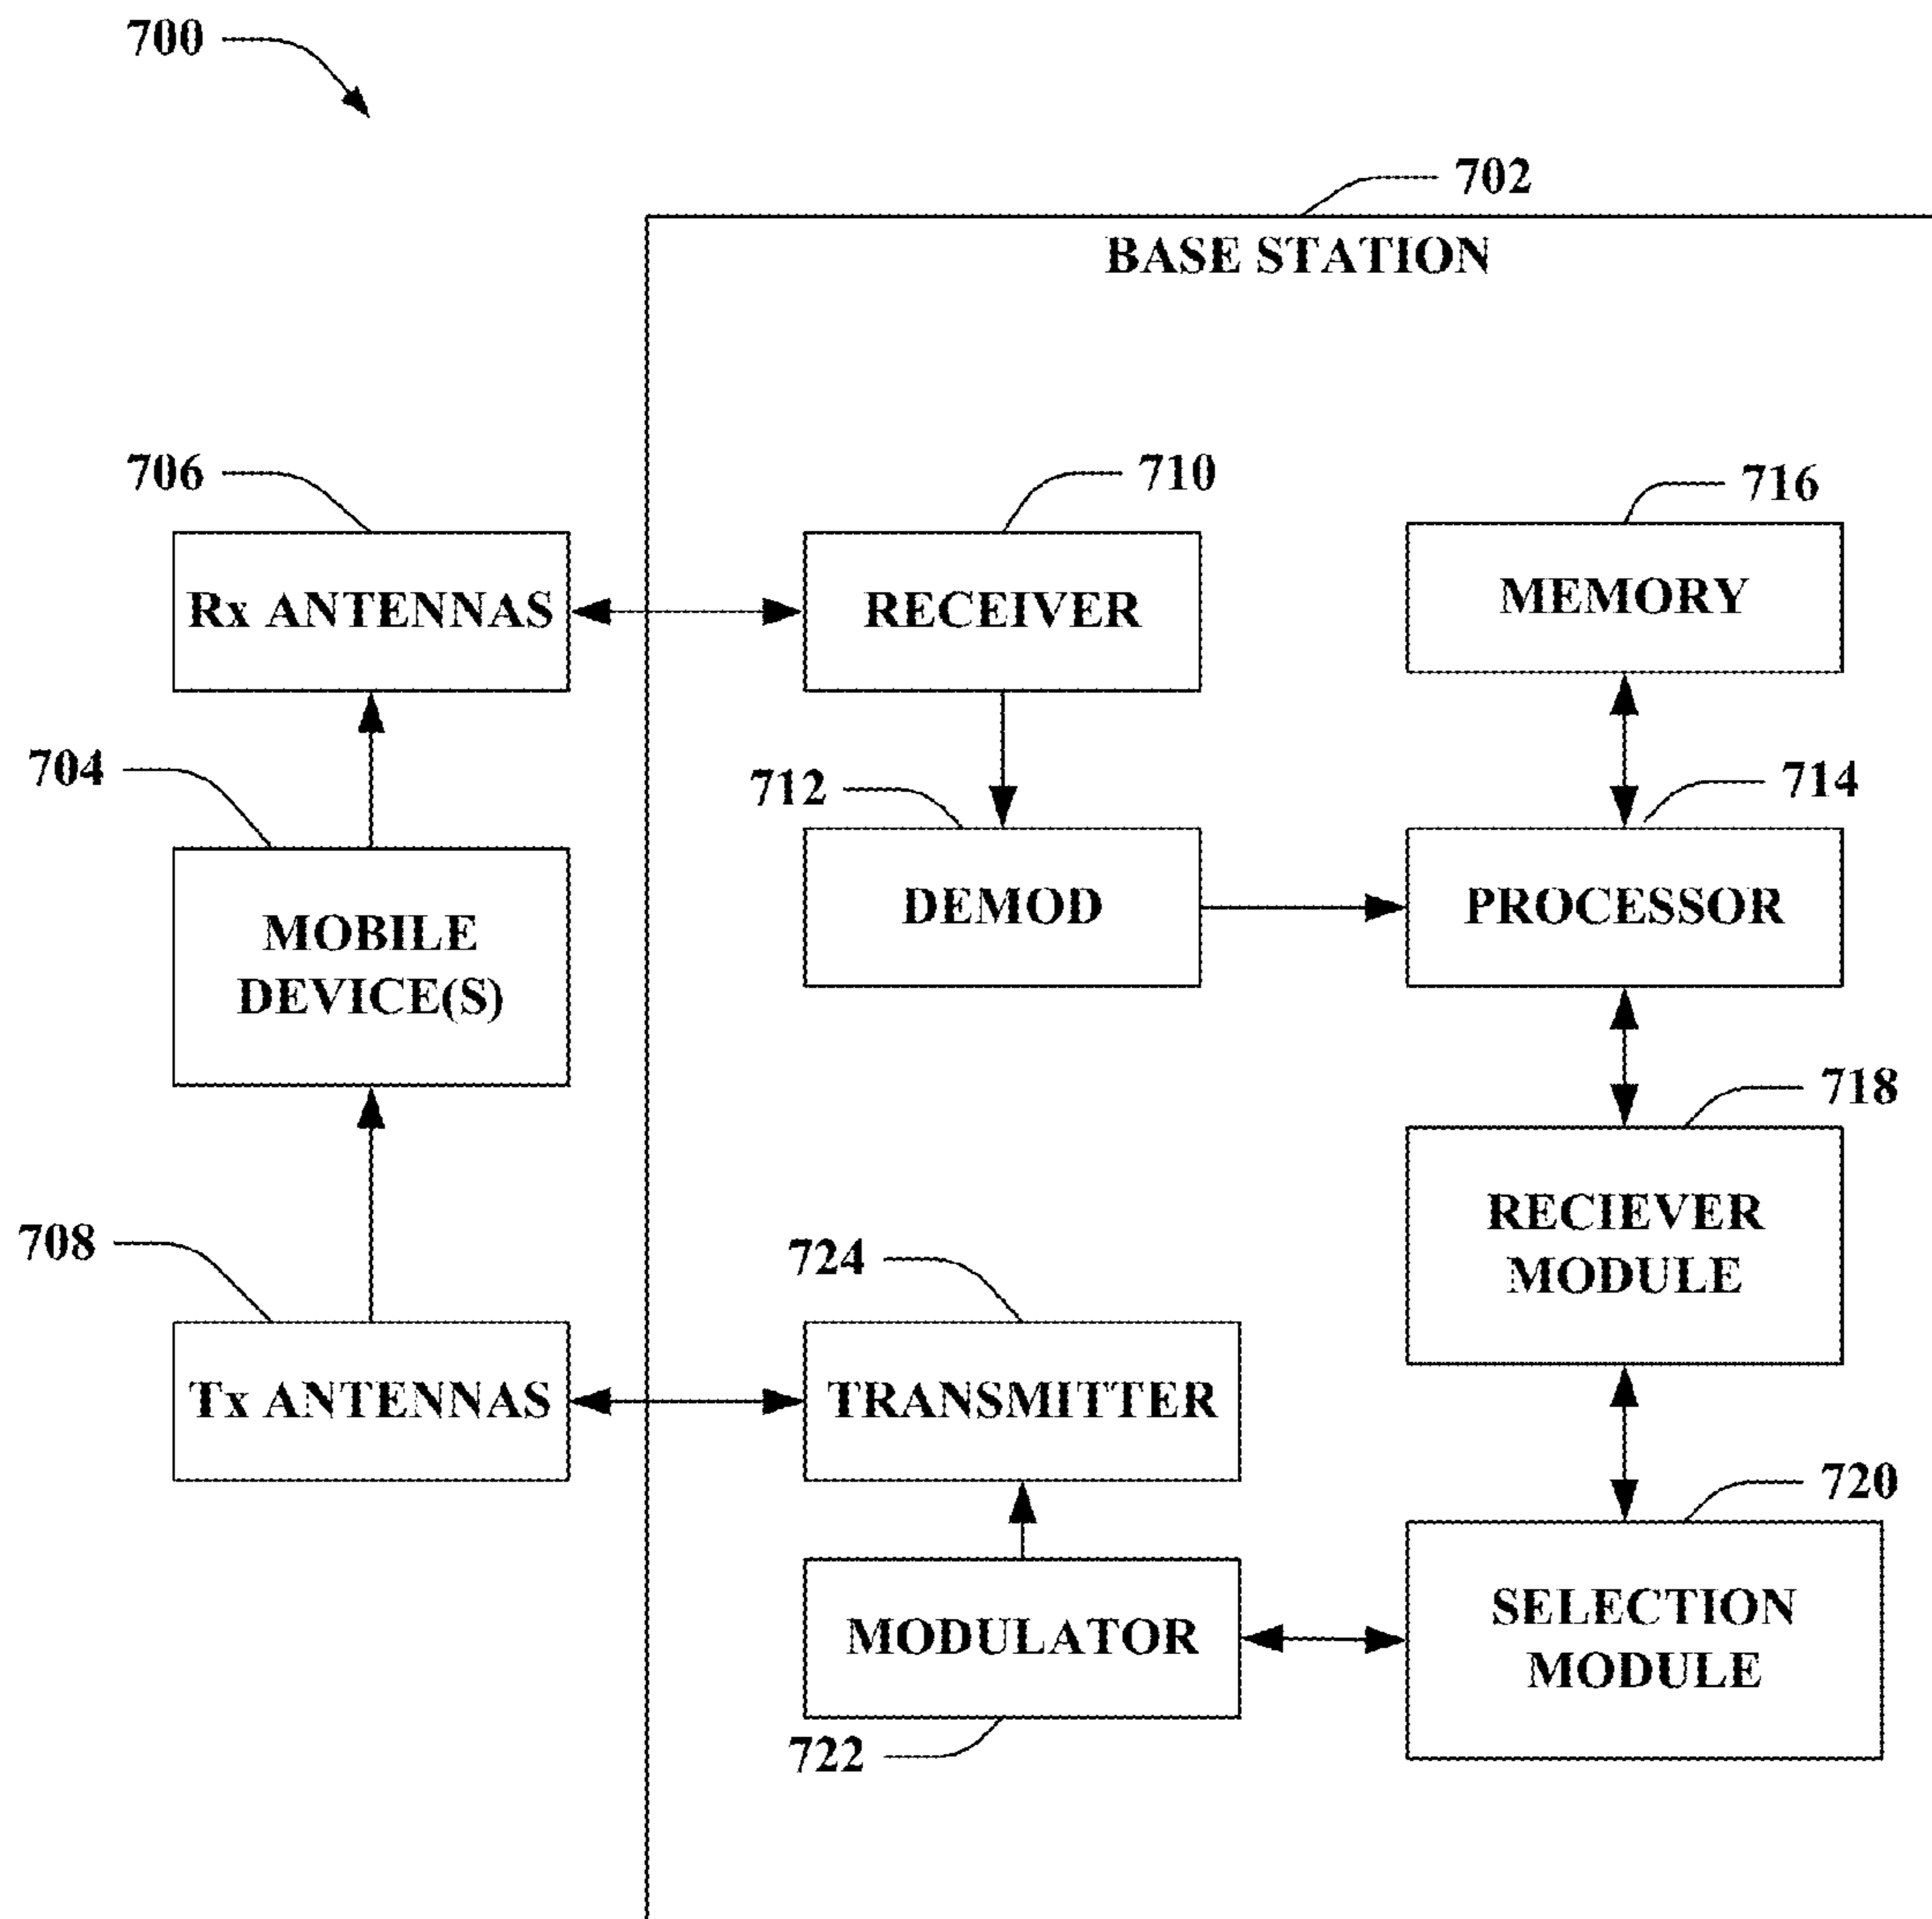 700
702
BASE STATION
706
710
716
Rx ANTENNAS
RECEIVER
MEMORY
704
712
714
MOBILE
DEVICE(S)
DEMOD
PROCESSOR
718
708
724
RECIEVER
MODULE
Tx ANTENNAS
TRANSMITTER
720
MODULATOR
SELECTION
MODULE
722